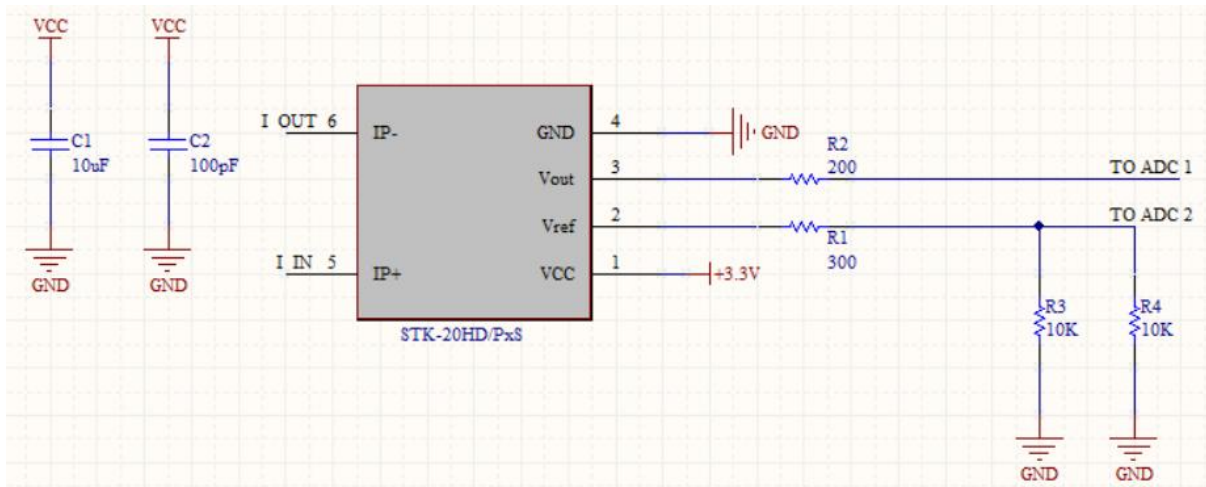 VCC
VCC
C1
10uF
C2
100pF
GND
GND
I_OUT 6
IP-
I_IN 5
IP+
GND
4
GND
Vout
3
Vref
2
VCC
1
+3.3V
STK-20HD/PxS
R2
200
TO ADC 1
R1
300
TO ADC 2
R3
10K
R4
10K
GND
GND